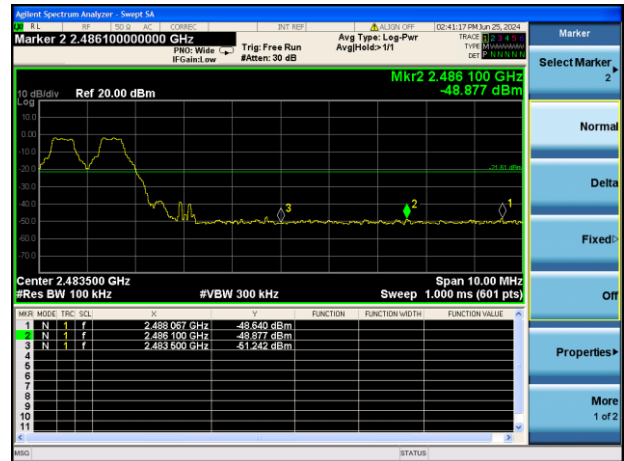 Agilent Spectrum Analyzer - Swept SA
RL RF 50 Ω AC CORREC INT REF ALIGN OFF 02:41:17 PM Jun 25, 2024
Marker 2 2.486100000000 GHz
PNO: Wide
IFGain:Low
Trig: Free Run
#Atten: 30 dB
Avg Type: Log-Pwr
Avg|Hold:>1/1
TRACE 1 2 3 4 5 6
TYPE MWWWWW
DET P N N N N N
Mkr2 2.486 100 GHz
-48.877 dBm
10 dB/div Ref 20.00 dBm
Log
10.0
0.00
-10.0
-20.0
-30.0
-40.0
-50.0
-60.0
-70.0
3
2
1
Center 2.483500 GHz
Span 10.00 MHz
#Res BW 100 kHz
#VBW 300 kHz
Sweep 1.000 ms (601 pts)
MKR MODE TRC SCL X Y FUNCTION FUNCTION WIDTH FUNCTION VALUE
1 N 1 f 2.488 067 GHz -48.640 dBm
2 N 1 f 2.486 100 GHz -48.877 dBm
3 N 1 f 2.483 500 GHz -51.242 dBm
4
5
6
7
8
9
10
11
MSG
STATUS
Marker
Select Marker
2
Normal
Delta
Fixed
Off
Properties
More
1 of 2